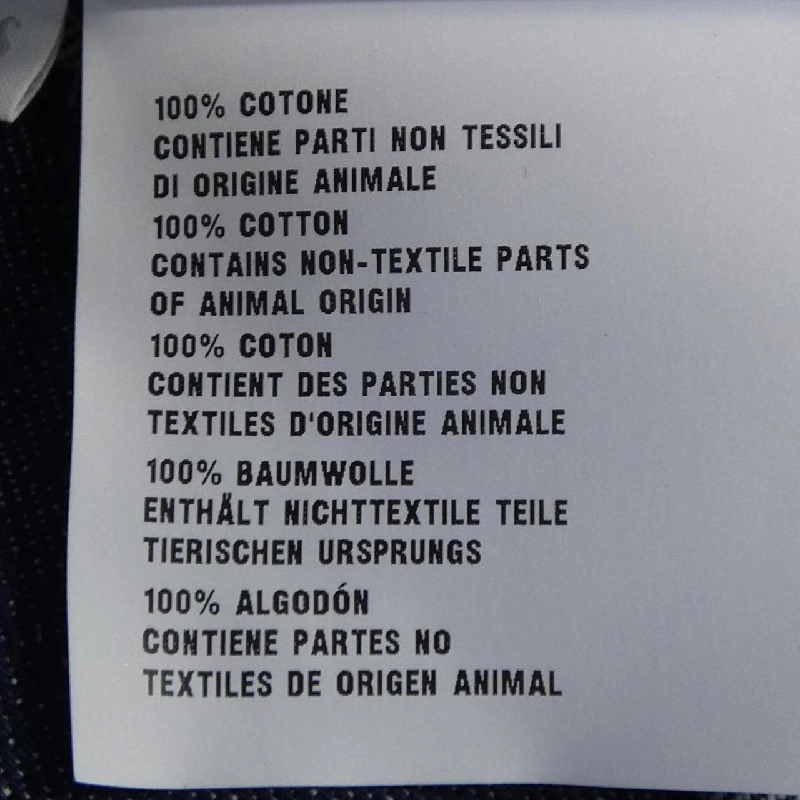 100% COTONE
CONTIENE PARTI NON TESSILI
DI ORIGINE ANIMALE
100% COTTON
CONTAINS NON-TEXTILE PARTS
OF ANIMAL ORIGIN
100% COTON
CONTIENT DES PARTIES NON
TEXTILES D'ORIGINE ANIMALE
100% BAUMWOLLE
ENTHÄLT NICHTTEXTILE TEILE
TIERISCHEN URSPRUNGS
100% ALGODÓN
CONTIENE PARTES NO
TEXTILES DE ORIGEN ANIMAL